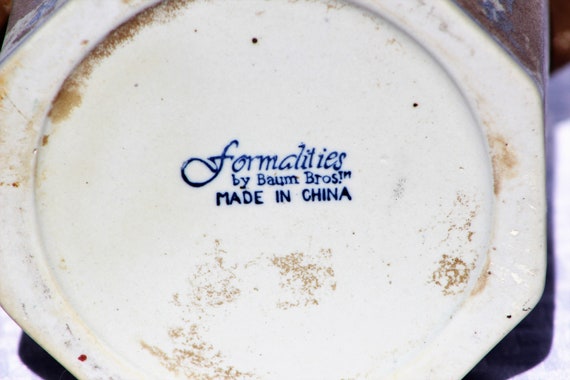 Formalities
by Baum Bros.™
MADE IN CHINA